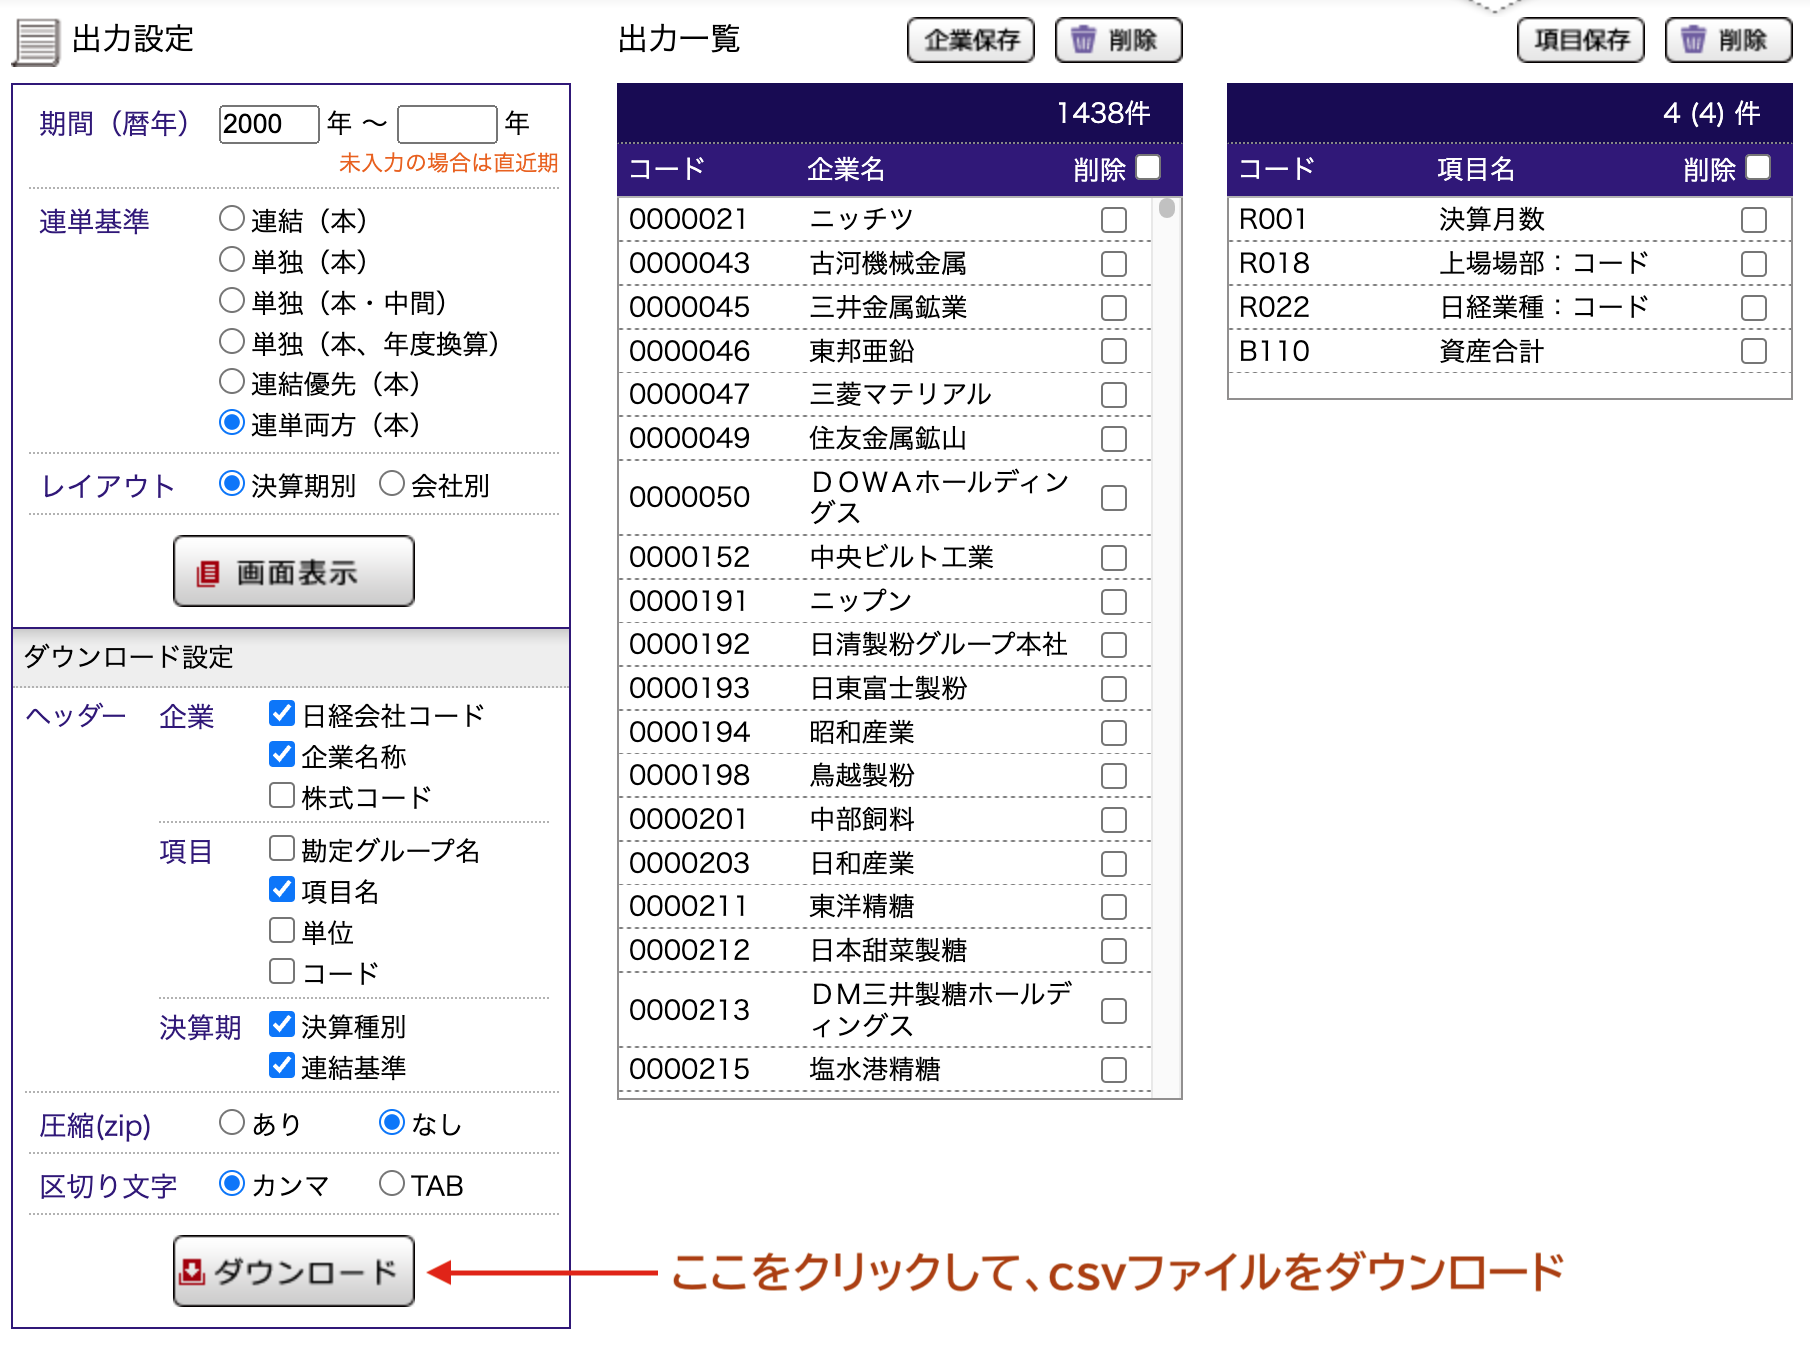 出力設定
期間（暦年） 2000 年 ～ 年
未入力の場合は直近期
連単基準
連結（本）
単独（本）
単独（本・中間）
単独（本、年度換算）
連結優先（本）
連単両方（本）
レイアウト 決算期別 会社別
画面表示
ダウンロード設定
ヘッダー 企業 日経会社コード
企業名称
株式コード
項目 勘定グループ名
項目名
単位
コード
決算期 決算種別
連結基準
圧縮(zip) あり なし
区切り文字 カンマ TAB
ダウンロード
ここをクリックして、csvファイルをダウンロード
出力一覧 企業保存 削除
1438件
コード 企業名 削除
0000021 ニッチツ
0000043 古河機械金属
0000045 三井金属鉱業
0000046 東邦亜鉛
0000047 三菱マテリアル
0000049 住友金属鉱山
0000050 ＤＯＷＡホールディン
グス
0000152 中央ビルト工業
0000191 ニップン
0000192 日清製粉グループ本社
0000193 日東富士製粉
0000194 昭和産業
0000198 鳥越製粉
0000201 中部飼料
0000203 日和産業
0000211 東洋精糖
0000212 日本甜菜製糖
0000213 ＤＭ三井製糖ホールデ
ィングス
0000215 塩水港精糖
項目保存 削除
4 (4) 件
コード 項目名 削除
R001 決算月数
R018 上場場部：コード
R022 日経業種：コード
B110 資産合計